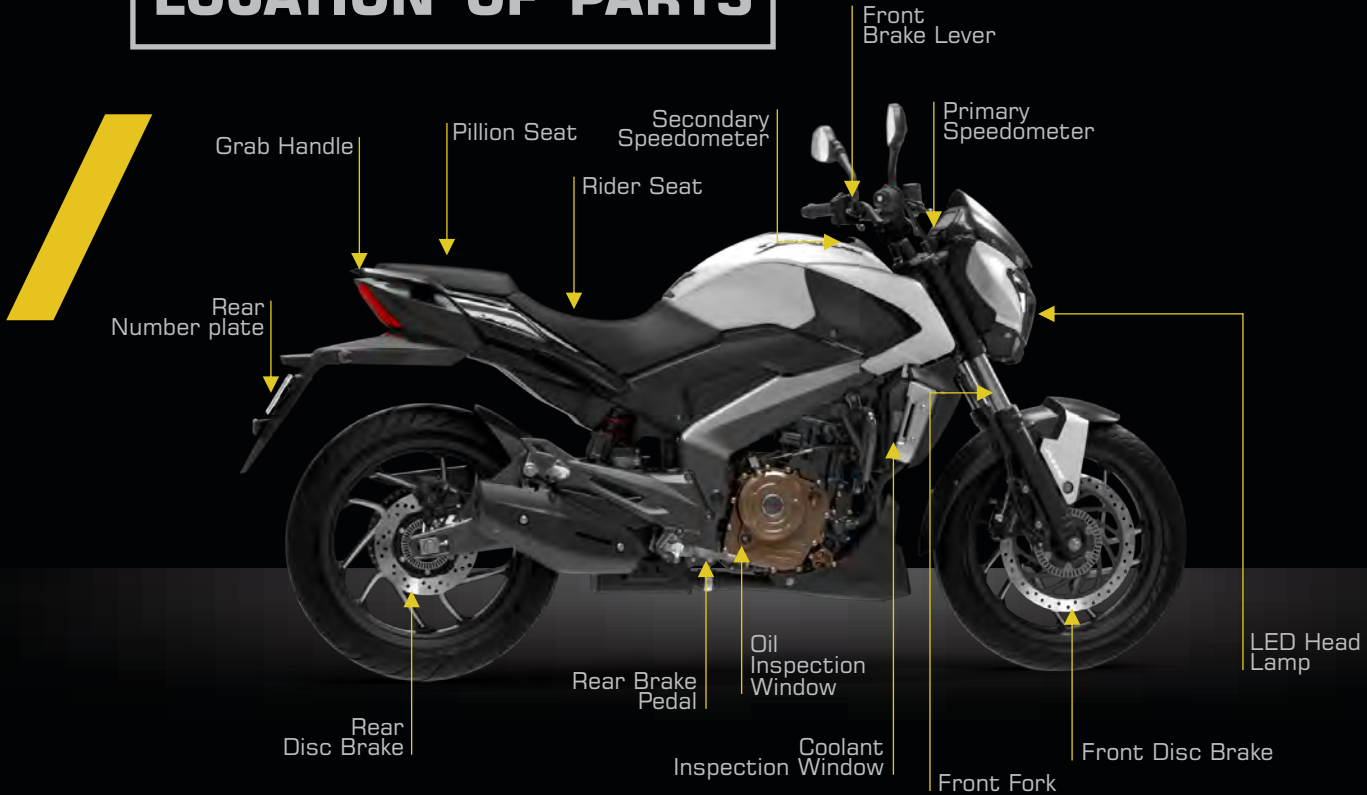 LOCATION OF PARTS
Front
Brake Lever
Secondary
Speedometer
Primary
Speedometer
Grab Handle
Pillion Seat
Rider Seat
Rear
Number plate
LED Head
Lamp
Oil
Inspection
Window
Rear Brake
Pedal
Rear
Disc Brake
Coolant
Inspection Window
Front Disc Brake
Front Fork